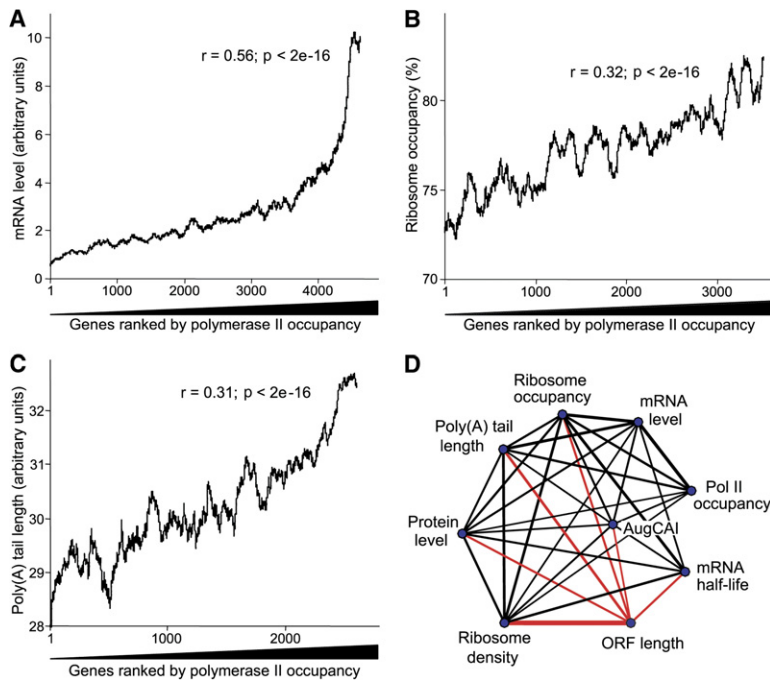 A
mRNA level (arbitrary units)
10
8
6
4
2
0
r = 0.56; p < 2e-16
1 1000 2000 3000 4000
Genes ranked by polymerase II occupancy
B
Ribosome occupancy (%)
80
75
70
r = 0.32; p < 2e-16
1 1000 2000 3000
Genes ranked by polymerase II occupancy
C
Poly(A) tail length (arbitrary units)
32
31
30
29
28
r = 0.31; p < 2e-16
1 1000 2000
Genes ranked by polymerase II occupancy
D
Ribosome
occupancy
mRNA
level
Poly(A) tail
length
Pol II
occupancy
AugCAI
Protein
level
mRNA
half-life
Ribosome
density
ORF length